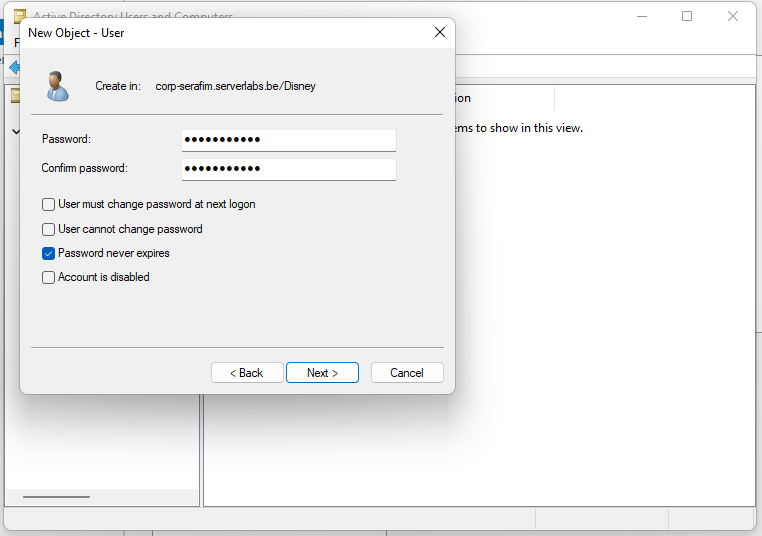 Active Directory Users and Computers
New Object - User
Create in: corp-serafim.serverlabs.be/Disney
Password:
Confirm password:
User must change password at next logon
User cannot change password
Password never expires
Account is disabled
< Back
Next >
Cancel
ion
ems to show in this view.